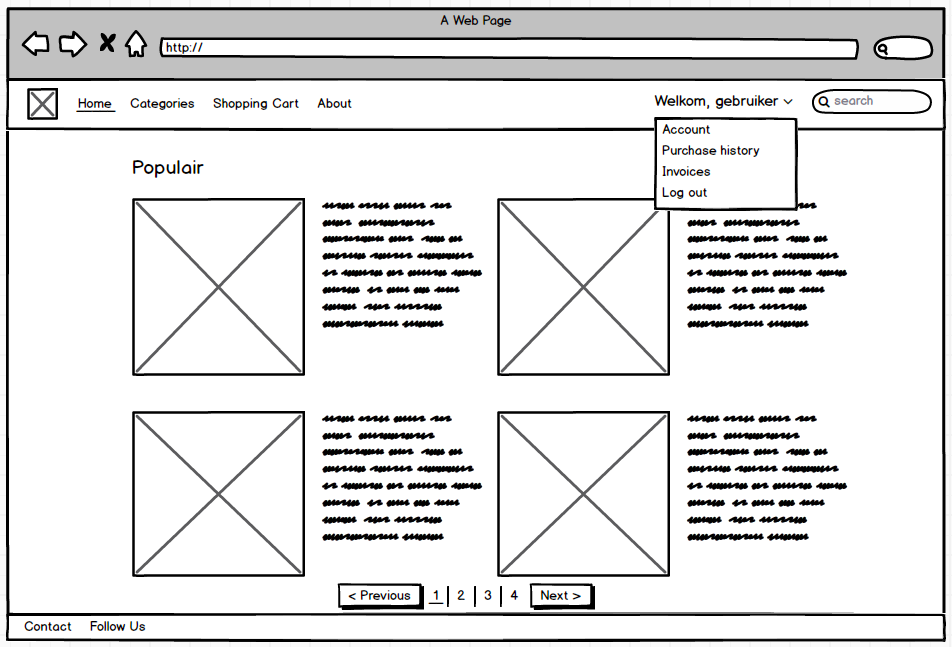 A Web Page
http://
Home Categories Shopping Cart About Welkom, gebruiker search
Account
Purchase history
Invoices
Log out
Populair
< Previous 1 2 3 4 Next >
Contact Follow Us